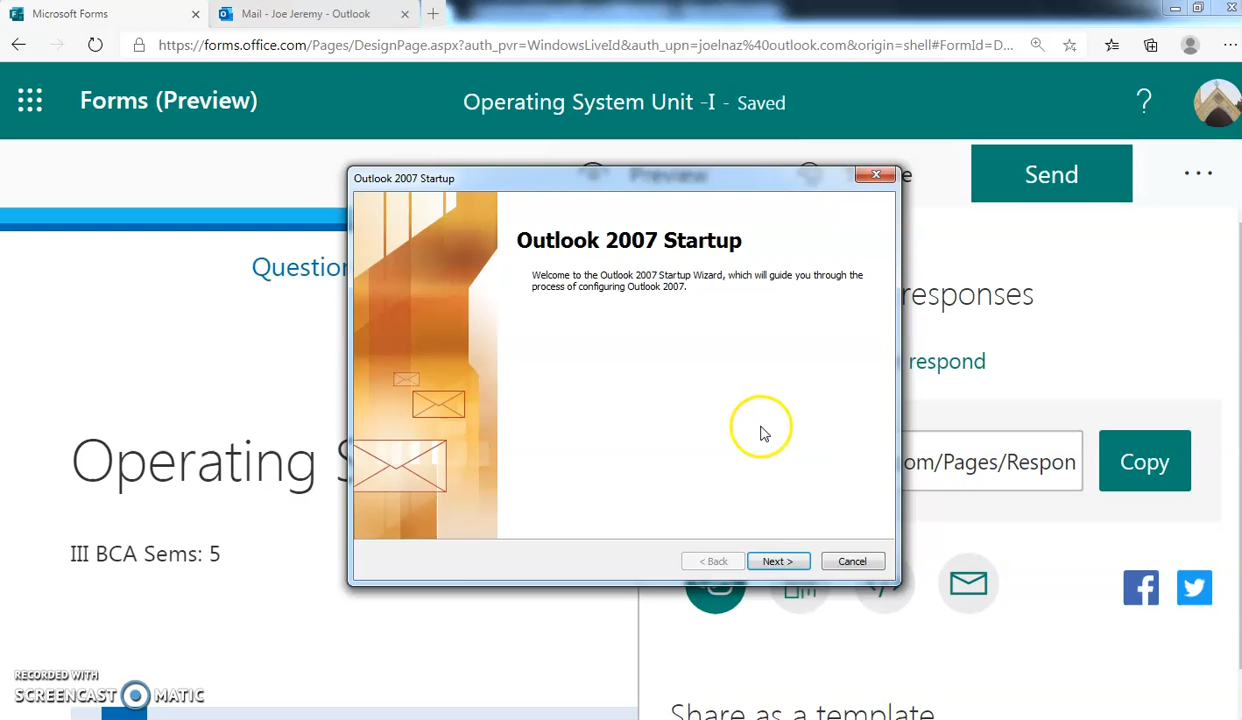 Microsoft Forms
Mail - Joe Jeremy - Outlook
https://forms.office.com/Pages/DesignPage.aspx?auth_pvr=WindowsLiveId&auth_upn=joelnaz%40outlook.com&origin=shell#FormId=D...
Forms (Preview)
Operating System Unit -I - Saved
?
Preview
Send
Outlook 2007 Startup
Outlook 2007 Startup
Welcome to the Outlook 2007 Startup Wizard, which will guide you through the
process of configuring Outlook 2007.
Question
responses
respond
Operating S
om/Pages/Respon
Copy
III BCA Sems: 5
< Back
Next >
Cancel
RECORDED WITH
SCREENCAST MATIC
Share as a template